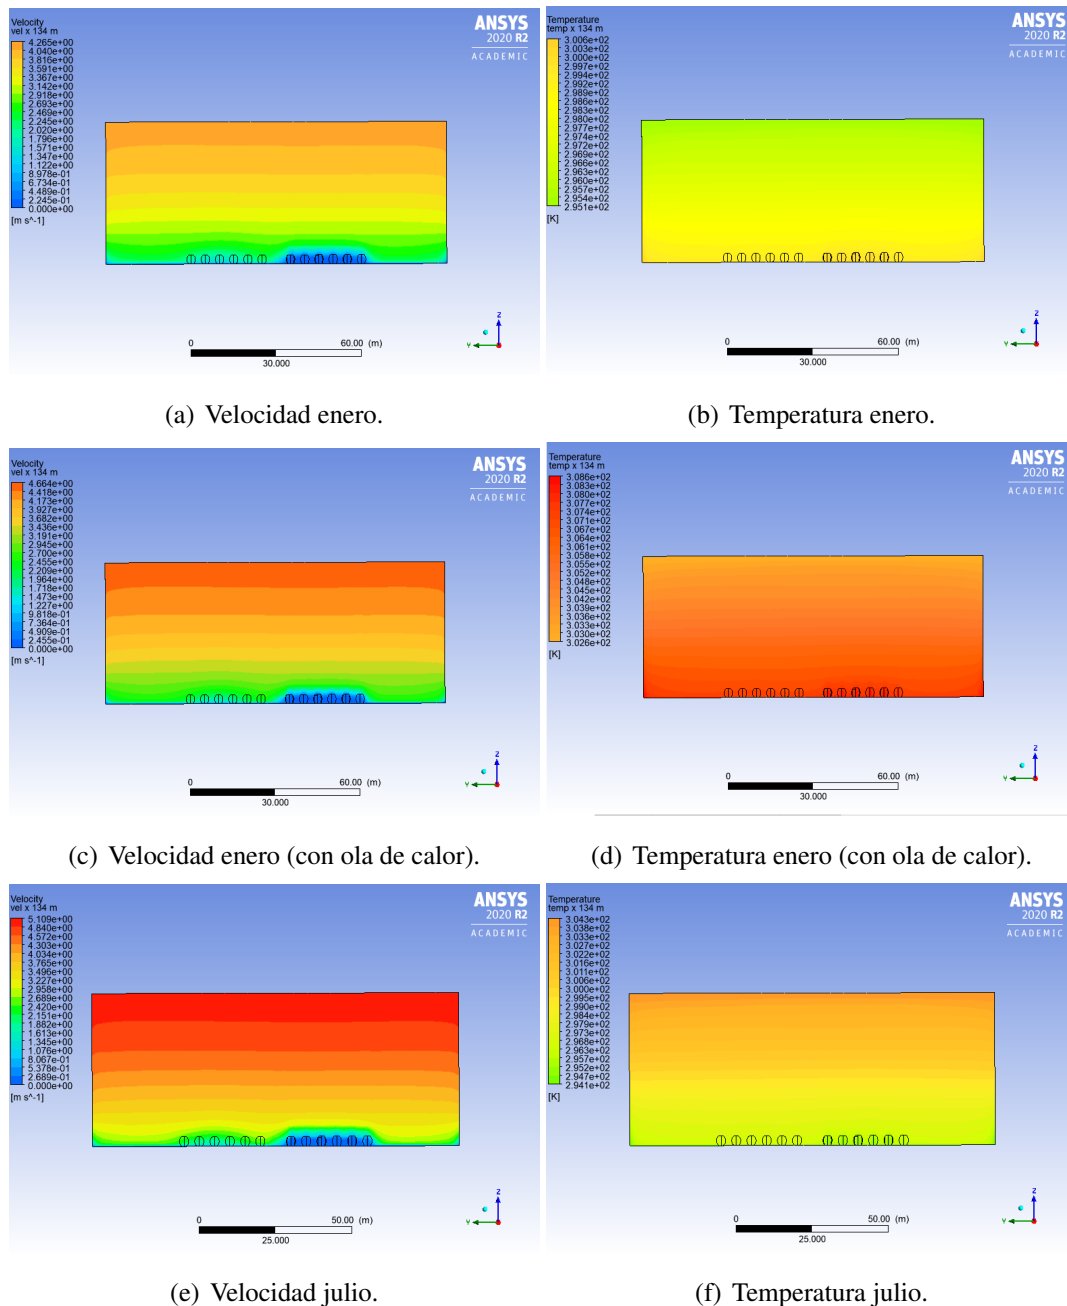 Velocity
vel x 134 m
4.265e+00
4.040e+00
3.816e+00
3.591e+00
3.367e+00
3.142e+00
2.918e+00
2.693e+00
2.469e+00
2.245e+00
2.020e+00
1.796e+00
1.571e+00
1.347e+00
1.122e+00
8.978e-01
6.734e-01
4.489e-01
2.245e-01
0.000e+00
[m s^-1]
ANSYS
2020 R2
ACADEMIC
0 60.00 (m)
30.000
Z
Y
Temperature
temp x 134 m
3.006e+02
3.003e+02
3.000e+02
2.997e+02
2.994e+02
2.992e+02
2.989e+02
2.986e+02
2.983e+02
2.980e+02
2.977e+02
2.974e+02
2.972e+02
2.969e+02
2.966e+02
2.963e+02
2.960e+02
2.957e+02
2.954e+02
2.951e+02
[K]
ANSYS
2020 R2
ACADEMIC
0 60.00 (m)
30.000
Z
Y
(a) Velocidad enero.
(b) Temperatura enero.
Velocity
vel x 134 m
4.664e+00
4.418e+00
4.173e+00
3.927e+00
3.682e+00
3.436e+00
3.191e+00
2.945e+00
2.700e+00
2.455e+00
2.209e+00
1.964e+00
1.718e+00
1.473e+00
1.227e+00
9.818e-01
7.364e-01
4.909e-01
2.455e-01
0.000e+00
[m s^-1]
ANSYS
2020 R2
ACADEMIC
0 60.00 (m)
30.000
Z
Y
Temperature
temp x 134 m
3.086e+02
3.083e+02
3.080e+02
3.077e+02
3.074e+02
3.071e+02
3.067e+02
3.064e+02
3.061e+02
3.058e+02
3.055e+02
3.052e+02
3.048e+02
3.045e+02
3.042e+02
3.039e+02
3.036e+02
3.033e+02
3.030e+02
3.026e+02
[K]
ANSYS
2020 R2
ACADEMIC
0 60.00 (m)
30.000
Z
Y
(c) Velocidad enero (con ola de calor).
(d) Temperatura enero (con ola de calor).
Velocity
vel x 134 m
5.109e+00
4.840e+00
4.572e+00
4.303e+00
4.034e+00
3.765e+00
3.496e+00
3.227e+00
2.958e+00
2.689e+00
2.420e+00
2.151e+00
1.882e+00
1.613e+00
1.345e+00
1.076e+00
8.067e-01
5.378e-01
2.689e-01
0.000e+00
[m s^-1]
ANSYS
2020 R2
ACADEMIC
0 50.00 (m)
25.000
Z
Y
Temperature
temp x 134 m
3.043e+02
3.038e+02
3.033e+02
3.027e+02
3.022e+02
3.016e+02
3.011e+02
3.006e+02
3.000e+02
2.995e+02
2.990e+02
2.984e+02
2.979e+02
2.973e+02
2.968e+02
2.963e+02
2.957e+02
2.952e+02
2.947e+02
2.941e+02
[K]
ANSYS
2020 R2
ACADEMIC
0 50.00 (m)
25.000
Z
Y
(e) Velocidad julio.
(f) Temperatura julio.